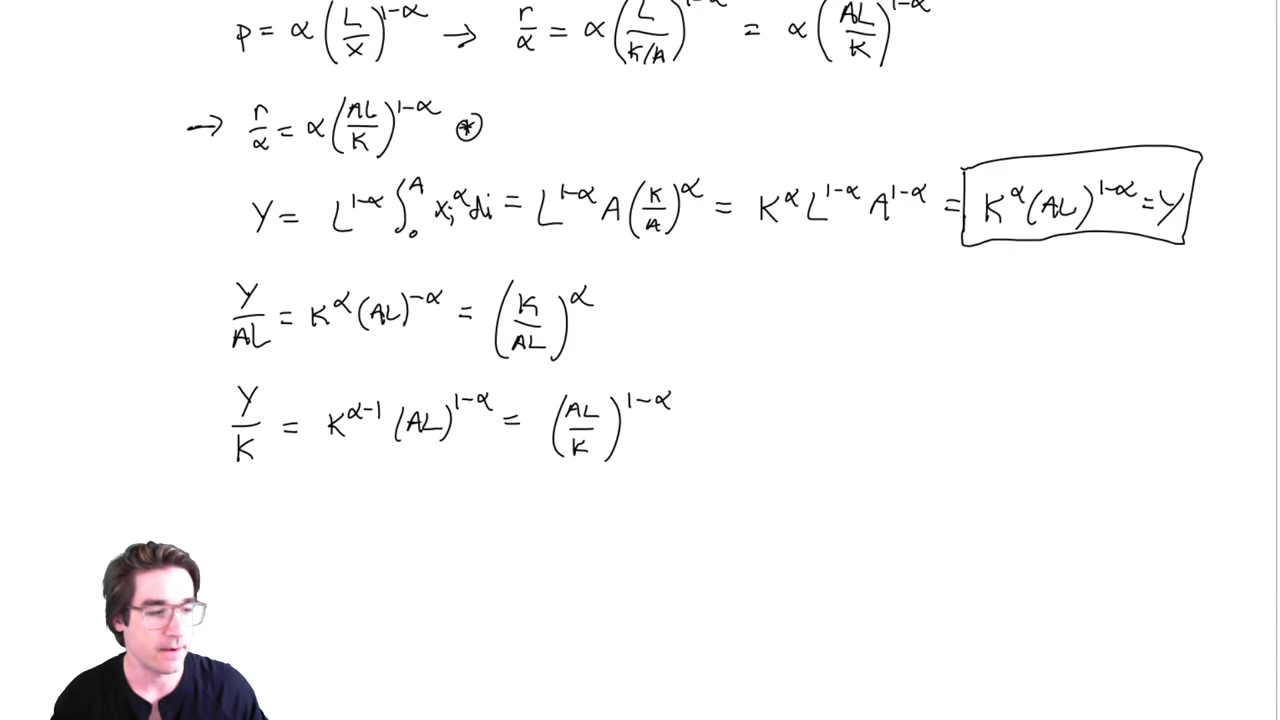 p = α (L/x)^{1-α} → r/α = α (L/(K/A))^{1-α} = α (AL/K)^{1-α}
→ r/α = α (AL/K)^{1-α} ⊛
Y = L^{1-α} ∫_0^A x_i^α di = L^{1-α} A (K/A)^α = K^α L^{1-α} A^{1-α} = K^α (AL)^{1-α} = Y
Y/AL = K^α (AL)^{-α} = (K/AL)^α
Y/K = K^{α-1} (AL)^{1-α} = (AL/K)^{1-α}